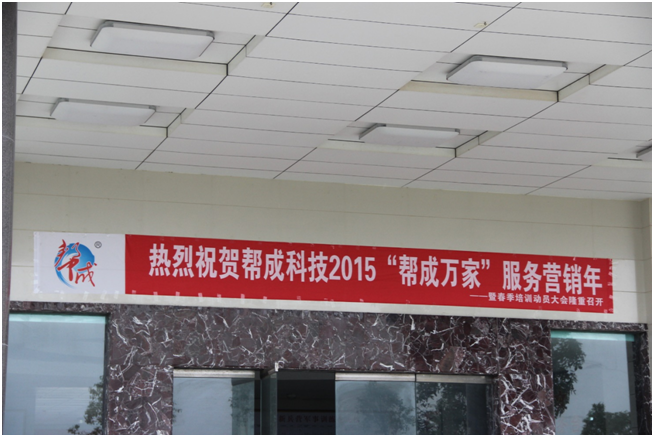 帮成®
热烈祝贺帮成科技2015“帮成万家”服务营销年
——暨春季培训动员大会隆重召开